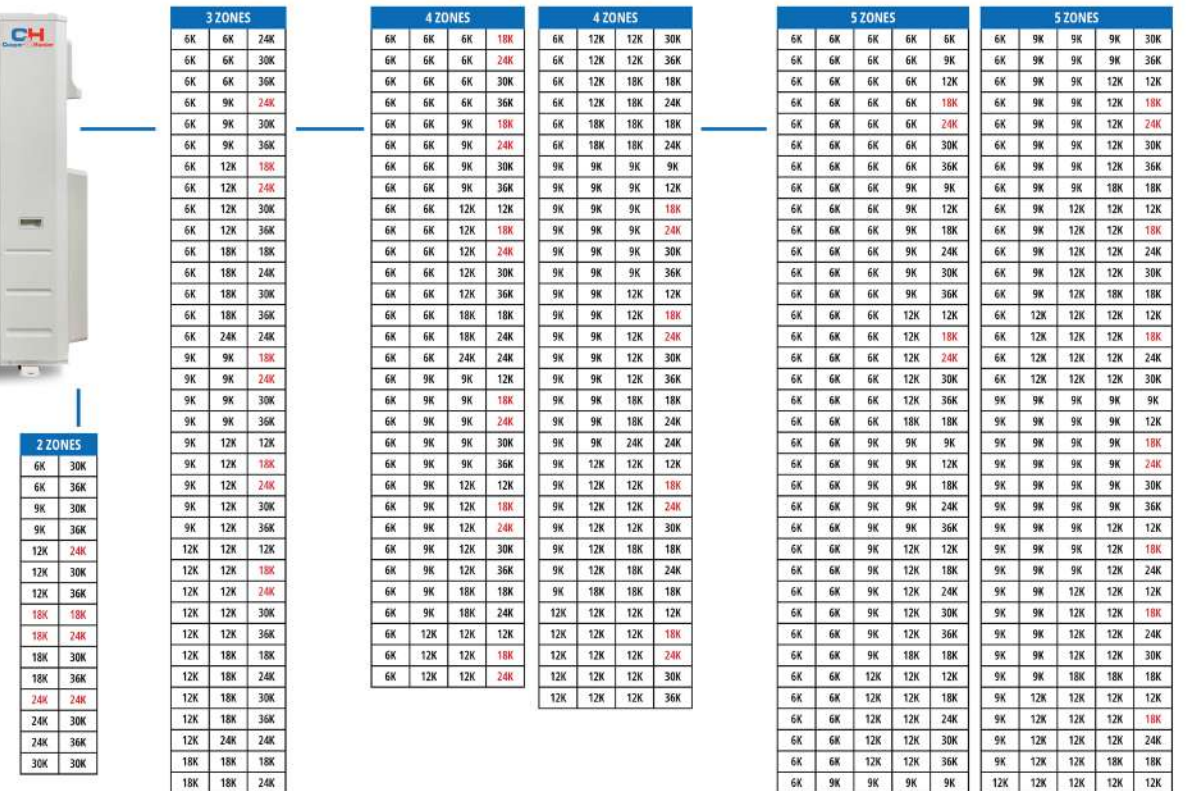 CH
Cooper Hunter
2 ZONES
6K 30K
6K 36K
9K 30K
9K 36K
12K 24K
12K 30K
12K 36K
18K 18K
18K 24K
18K 30K
18K 36K
24K 24K
24K 30K
24K 36K
30K 30K
3 ZONES
6K 6K 24K
6K 6K 30K
6K 6K 36K
6K 9K 24K
6K 9K 30K
6K 9K 36K
6K 12K 18K
6K 12K 24K
6K 12K 30K
6K 12K 36K
6K 18K 18K
6K 18K 24K
6K 18K 30K
6K 18K 36K
6K 24K 24K
9K 9K 18K
9K 9K 24K
9K 9K 30K
9K 9K 36K
9K 12K 12K
9K 12K 18K
9K 12K 24K
9K 12K 30K
9K 12K 36K
12K 12K 12K
12K 12K 18K
12K 12K 24K
12K 12K 30K
12K 12K 36K
12K 18K 18K
12K 18K 24K
12K 18K 30K
12K 18K 36K
12K 24K 24K
18K 18K 18K
18K 18K 24K
4 ZONES
6K 6K 6K 18K
6K 6K 6K 24K
6K 6K 6K 30K
6K 6K 6K 36K
6K 6K 9K 18K
6K 6K 9K 24K
6K 6K 9K 30K
6K 6K 9K 36K
6K 6K 12K 12K
6K 6K 12K 18K
6K 6K 12K 24K
6K 6K 12K 30K
6K 6K 12K 36K
6K 6K 18K 18K
6K 6K 18K 24K
6K 6K 24K 24K
6K 9K 9K 12K
6K 9K 9K 18K
6K 9K 9K 24K
6K 9K 9K 30K
6K 9K 9K 36K
6K 9K 12K 12K
6K 9K 12K 18K
6K 9K 12K 24K
6K 9K 12K 30K
6K 9K 12K 36K
6K 9K 18K 18K
6K 9K 18K 24K
6K 12K 12K 12K
6K 12K 12K 18K
6K 12K 12K 24K
4 ZONES
6K 12K 12K 30K
6K 12K 12K 36K
6K 12K 18K 18K
6K 12K 18K 24K
6K 18K 18K 18K
6K 18K 18K 24K
9K 9K 9K 9K
9K 9K 9K 12K
9K 9K 9K 18K
9K 9K 9K 24K
9K 9K 9K 30K
9K 9K 9K 36K
9K 9K 12K 12K
9K 9K 12K 18K
9K 9K 12K 24K
9K 9K 12K 30K
9K 9K 12K 36K
9K 9K 18K 18K
9K 9K 18K 24K
9K 9K 24K 24K
9K 12K 12K 12K
9K 12K 12K 18K
9K 12K 12K 24K
9K 12K 12K 30K
9K 12K 18K 18K
9K 12K 18K 24K
9K 18K 18K 18K
12K 12K 12K 12K
12K 12K 12K 18K
12K 12K 12K 24K
12K 12K 12K 30K
12K 12K 12K 36K
5 ZONES
6K 6K 6K 6K 6K
6K 6K 6K 6K 9K
6K 6K 6K 6K 12K
6K 6K 6K 6K 18K
6K 6K 6K 6K 24K
6K 6K 6K 6K 30K
6K 6K 6K 6K 36K
6K 6K 6K 9K 9K
6K 6K 6K 9K 12K
6K 6K 6K 9K 18K
6K 6K 6K 9K 24K
6K 6K 6K 9K 30K
6K 6K 6K 9K 36K
6K 6K 6K 12K 12K
6K 6K 6K 12K 18K
6K 6K 6K 12K 24K
6K 6K 6K 12K 30K
6K 6K 6K 12K 36K
6K 6K 6K 18K 18K
6K 6K 9K 9K 9K
6K 6K 9K 9K 12K
6K 6K 9K 9K 18K
6K 6K 9K 9K 24K
6K 6K 9K 9K 36K
6K 6K 9K 12K 12K
6K 6K 9K 12K 18K
6K 6K 9K 12K 24K
6K 6K 9K 12K 30K
6K 6K 9K 12K 36K
6K 6K 9K 18K 18K
6K 6K 12K 12K 12K
6K 6K 12K 12K 18K
6K 6K 12K 12K 24K
6K 6K 12K 12K 30K
6K 6K 12K 12K 36K
6K 9K 9K 9K 9K
5 ZONES
6K 9K 9K 9K 30K
6K 9K 9K 9K 36K
6K 9K 9K 12K 12K
6K 9K 9K 12K 18K
6K 9K 9K 12K 24K
6K 9K 9K 12K 30K
6K 9K 9K 12K 36K
6K 9K 9K 18K 18K
6K 9K 12K 12K 12K
6K 9K 12K 12K 18K
6K 9K 12K 12K 24K
6K 9K 12K 12K 30K
6K 9K 12K 18K 18K
6K 12K 12K 12K 12K
6K 12K 12K 12K 18K
6K 12K 12K 12K 24K
6K 12K 12K 12K 30K
9K 9K 9K 9K 9K
9K 9K 9K 9K 12K
9K 9K 9K 9K 18K
9K 9K 9K 9K 24K
9K 9K 9K 9K 30K
9K 9K 9K 9K 36K
9K 9K 9K 12K 12K
9K 9K 9K 12K 18K
9K 9K 9K 12K 24K
9K 9K 12K 12K 12K
9K 9K 12K 12K 18K
9K 9K 12K 12K 24K
9K 9K 12K 12K 30K
9K 9K 18K 18K 18K
9K 12K 12K 12K 12K
9K 12K 12K 12K 18K
9K 12K 12K 12K 24K
9K 12K 12K 18K 18K
12K 12K 12K 12K 12K